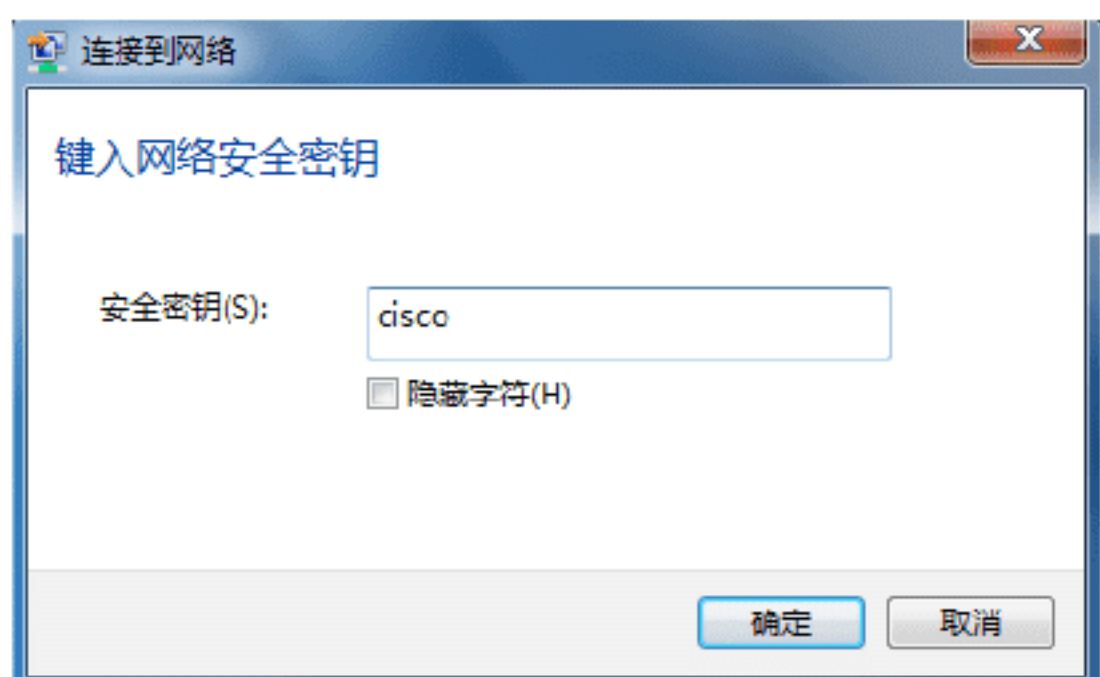 连接到网络
键入网络安全密钥
安全密钥(S):
cisco
隐藏字符(H)
确定
取消